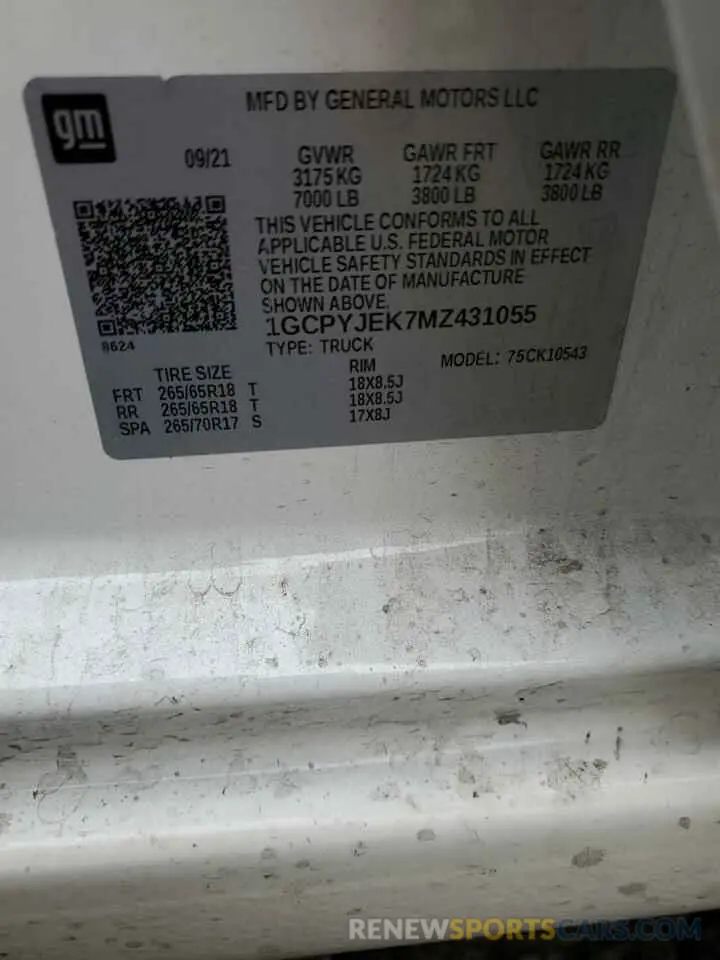 gm
MFD BY GENERAL MOTORS LLC
09/21
GVWR GAWR FRT GAWR RR
3175 KG 1724 KG 1724 KG
7000 LB 3800 LB 3800 LB
THIS VEHICLE CONFORMS TO ALL
APPLICABLE U.S. FEDERAL MOTOR
VEHICLE SAFETY STANDARDS IN EFFECT
ON THE DATE OF MANUFACTURE
SHOWN ABOVE.
8624
1GCPYJEK7MZ431055
TYPE: TRUCK
MODEL: 75CK10543
TIRE SIZE RIM
FRT 265/65R18 T 18X8.5J
RR 265/65R18 T 18X8.5J
SPA 265/70R17 S 17X8J
RENEWSPORTSCARS.COM